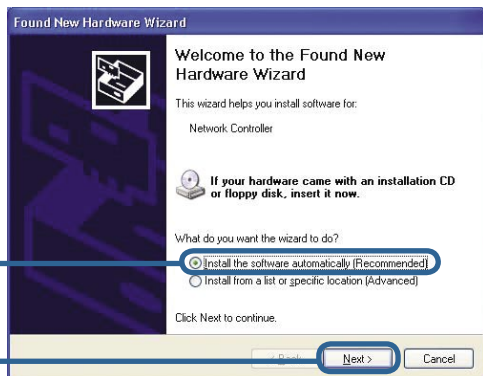 Found New Hardware Wizard
Welcome to the Found New
Hardware Wizard
This wizard helps you install software for:
Network Controller
If your hardware came with an installation CD
or floppy disk, insert it now.
What do you want the wizard to do?
Install the software automatically (Recommended)
Install from a list or specific location (Advanced)
Click Next to continue.
< Back Next > Cancel